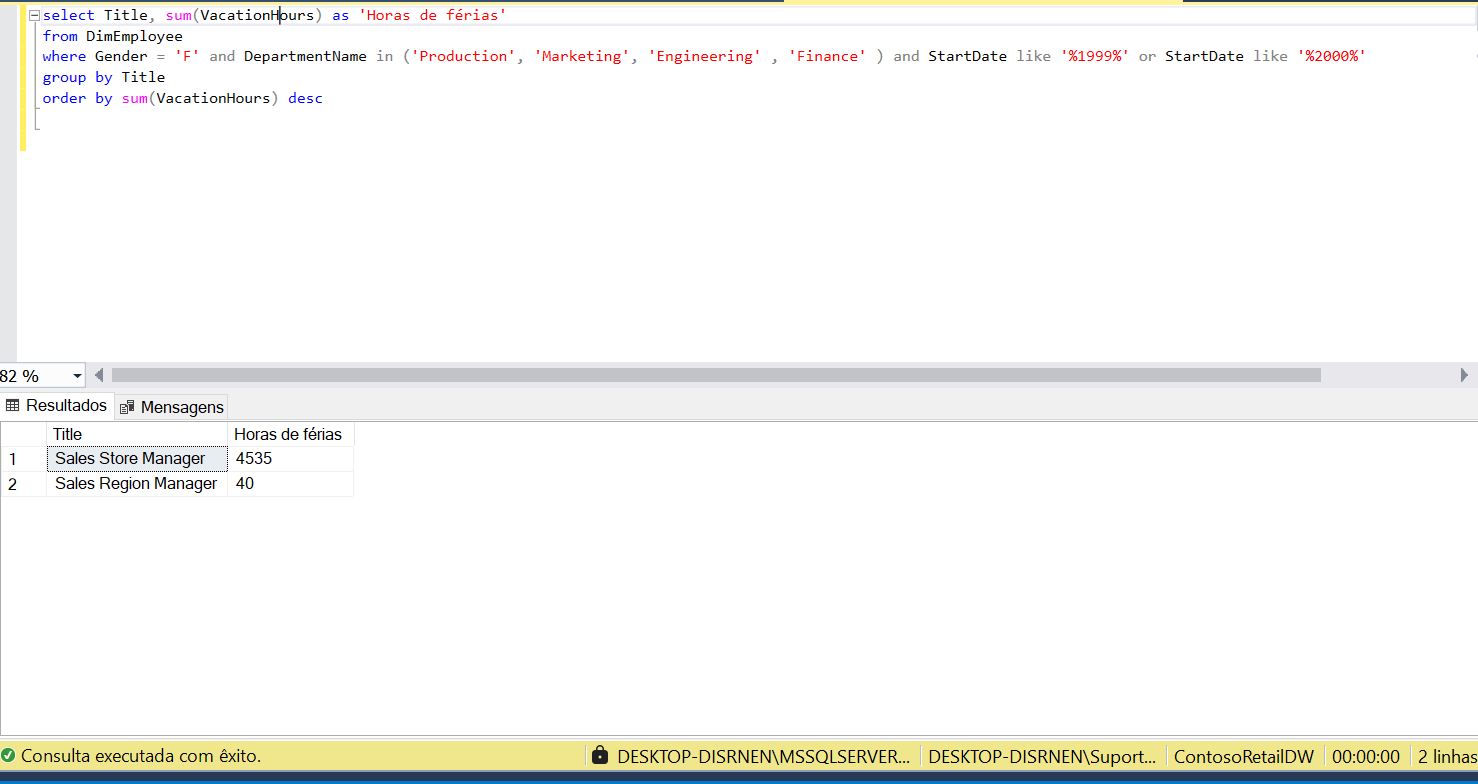 select Title, sum(VacationHours) as 'Horas de férias'
from DimEmployee
where Gender = 'F' and DepartmentName in ('Production', 'Marketing', 'Engineering' , 'Finance' ) and StartDate like '%1999%' or StartDate like '%2000%'
group by Title
order by sum(VacationHours) desc
82 %
Resultados Mensagens
Title Horas de férias
1 Sales Store Manager 4535
2 Sales Region Manager 40
Consulta executada com êxito. DESKTOP-DISRNEN\MSSQLSERVER... DESKTOP-DISRNEN\Suport... ContosoRetailDW 00:00:00 2 linhas